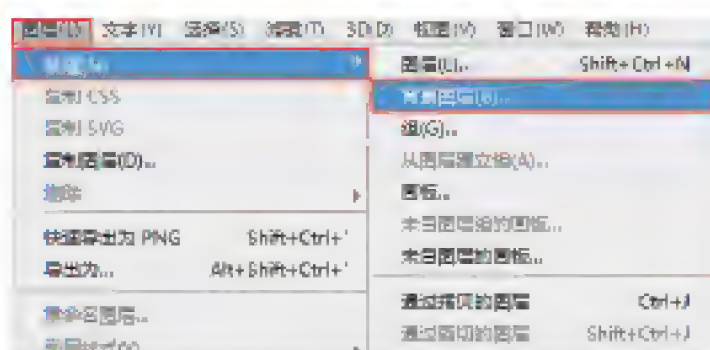 图层(L) 文字(Y) 选择(S) 滤镜(T) 3D(D) 视图(V) 窗口(W) 帮助(H)
新建(N)
复制 CSS
复制 SVG
复制图层(D)...
删除
快速导出为 PNG Shift+Ctrl+'
导出为... Alt+Shift+Ctrl+'
重命名图层...
图层样式(Y)
图层(L)... Shift+Ctrl+N
背景图层(B)...
组(G)...
从图层建立组(A)...
画板...
来自图层组的画板...
来自图层的画板...
通过拷贝的图层 Ctrl+J
通过剪切的图层 Shift+Ctrl+J